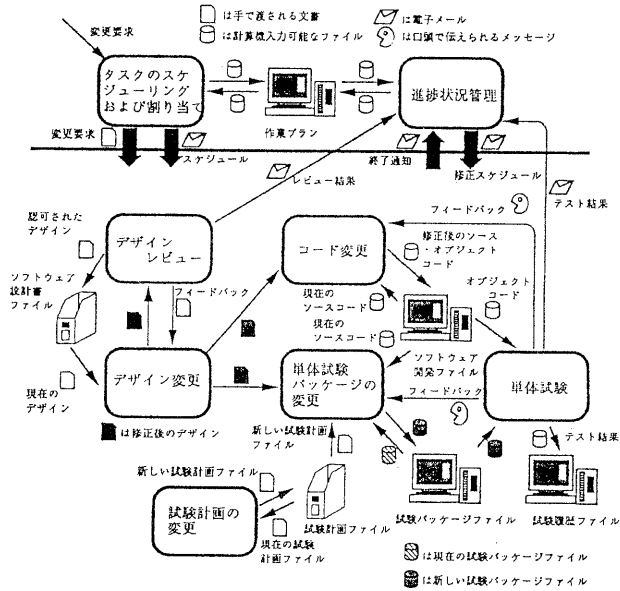 変更要求
は手で渡される文書
は電子メール
は計算機入力可能なファイル
は口頭で伝えられるメッセージ
タスクのスケ
ジューリング
および割り当て
作業プラン
進捗状況管理
変更要求
スケジュール
終了通知
修正スケジュール
レビュー結果
テスト結果
フィードバック
認可された
デザイン
デザイン
レビュー
コード変更
修正後のソース
・オブジェクト
コード
ソフトウェア
設計書
ファイル
フィードバック
現在の
ソースコード
オブジェクト
コード
現在の
ソースコード
ソフトウェア
開発ファイル
現在の
デザイン
デザイン変更
単体試験
パッケージの
変更
フィードバック
単体試験
は修正後のデザイン
新しい試験計画
ファイル
テスト結果
新しい試験計画ファイル
試験計画の
変更
試験計画ファイル
現在の試験
計画ファイル
試験パッケージファイル
試験履歴ファイル
は現在の試験パッケージファイル
は新しい試験パッケージファイル